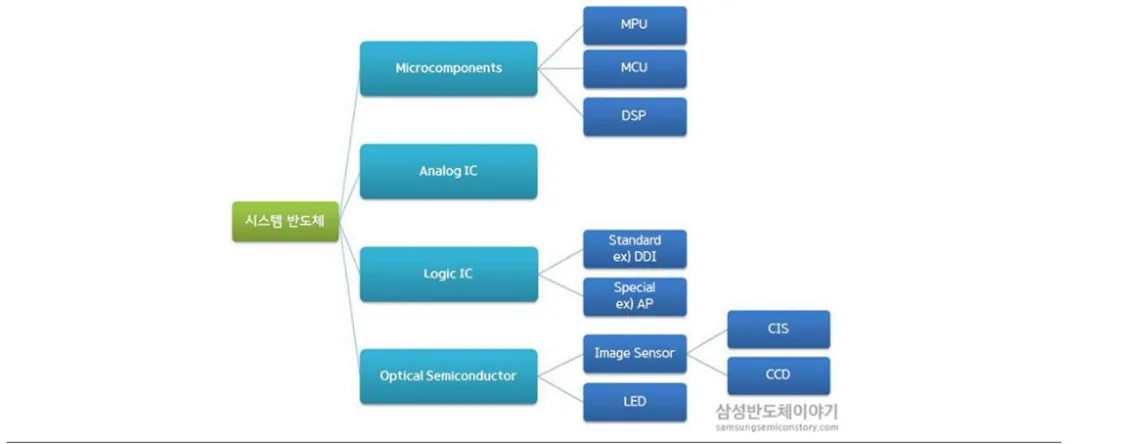 시스템 반도체
Microcomponents
MPU
MCU
DSP
Analog IC
Logic IC
Standard
ex) DDI
Special
ex) AP
Optical Semiconductor
Image Sensor
CIS
CCD
LED
삼성반도체이야기
samsungsemiconstory.com